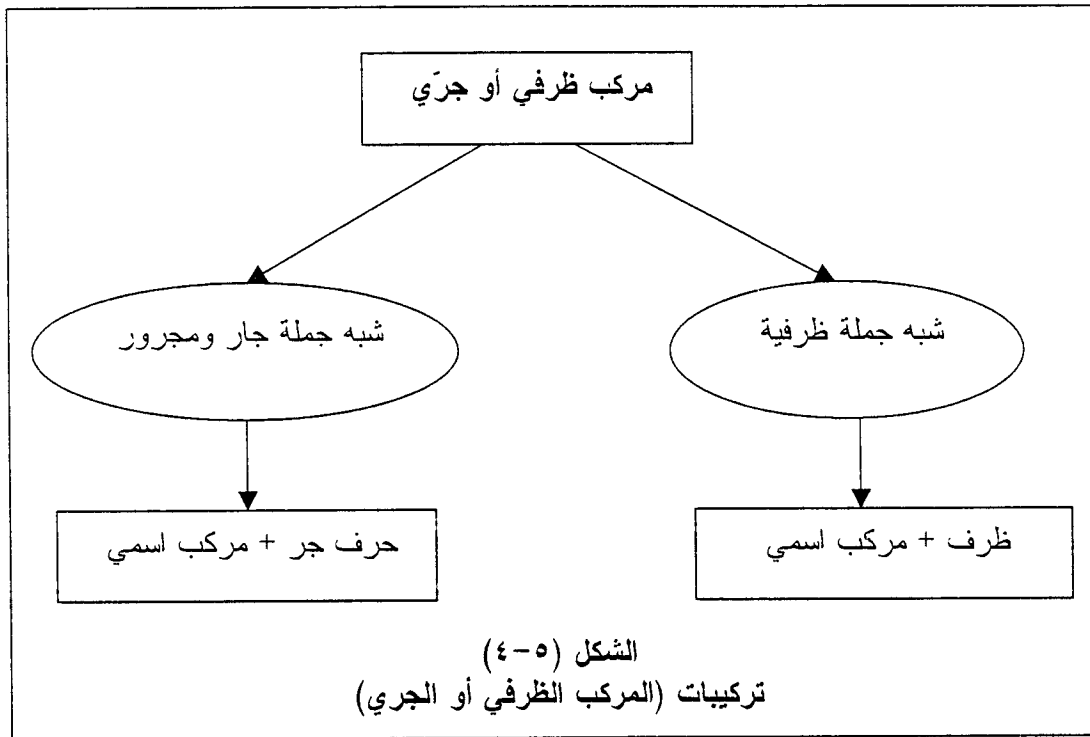 مركب ظرفي أو جرّي
شبه جملة ظرفية
شبه جملة جار ومجرور
ظرف + مركب اسمي
حرف جر + مركب اسمي
الشكل (٥-٤)
تركيبات (المركب الظرفي أو الجري)